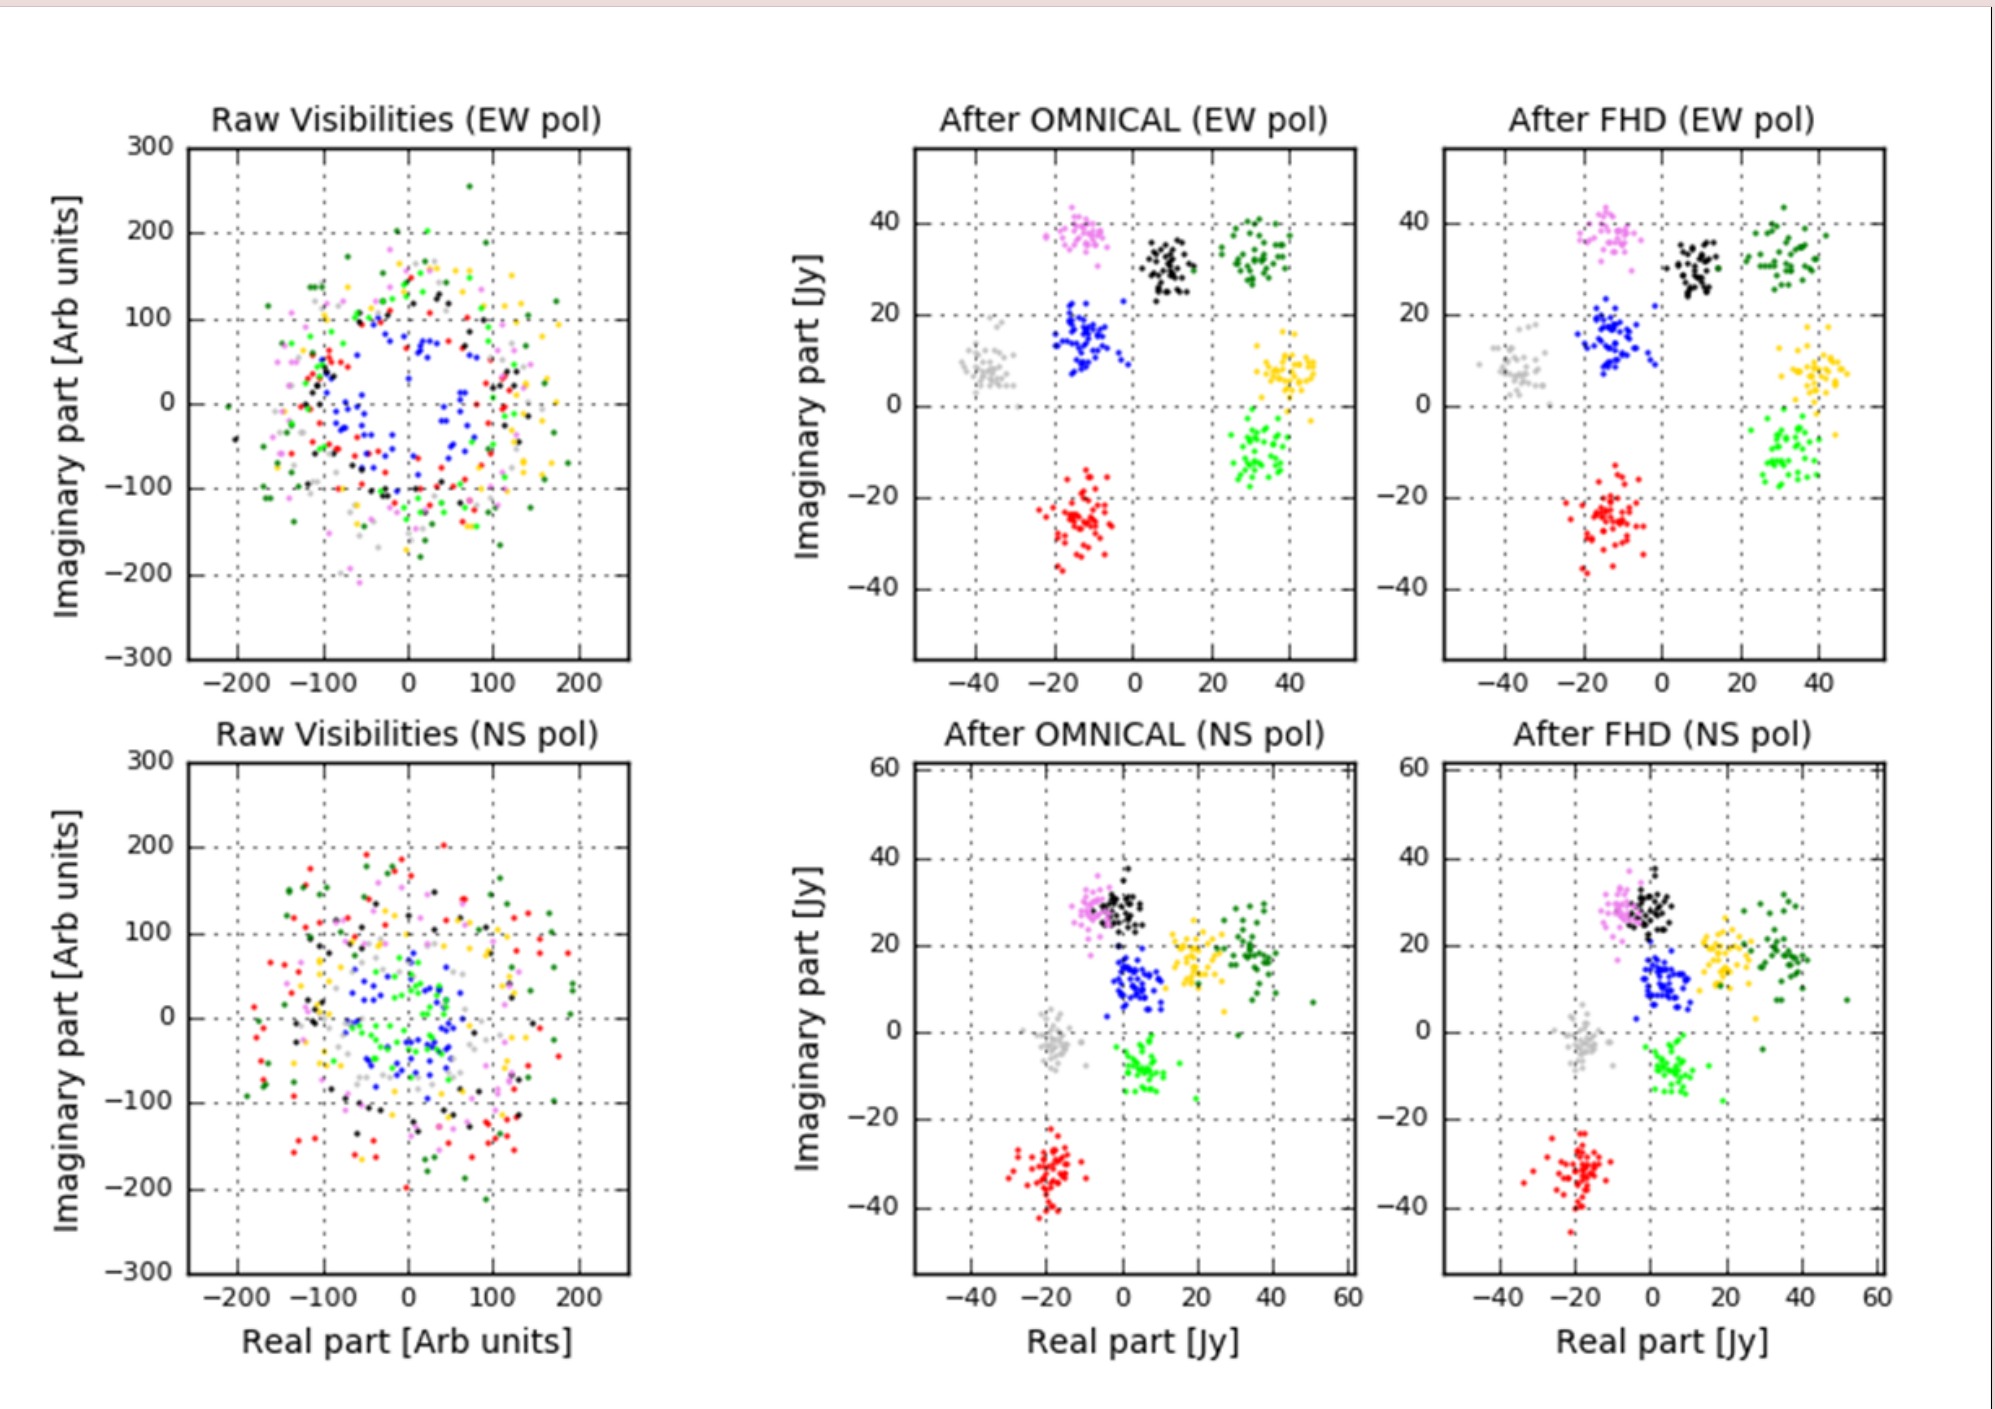 Raw Visibilities (EW pol)
After OMNICAL (EW pol)
After FHD (EW pol)
Imaginary part [Arb units]
300
200
100
0
−100
−200
−300
−200 −100 0 100 200
Imaginary part [Jy]
40
20
0
−20
−40
−40 −20 0 20 40
40
20
0
−20
−40
−40 −20 0 20 40
Raw Visibilities (NS pol)
After OMNICAL (NS pol)
After FHD (NS pol)
Imaginary part [Arb units]
300
200
100
0
−100
−200
−300
−200 −100 0 100 200
Real part [Arb units]
Imaginary part [Jy]
60
40
20
0
−20
−40
−40 −20 0 20 40 60
Real part [Jy]
60
40
20
0
−20
−40
−40 −20 0 20 40 60
Real part [Jy]